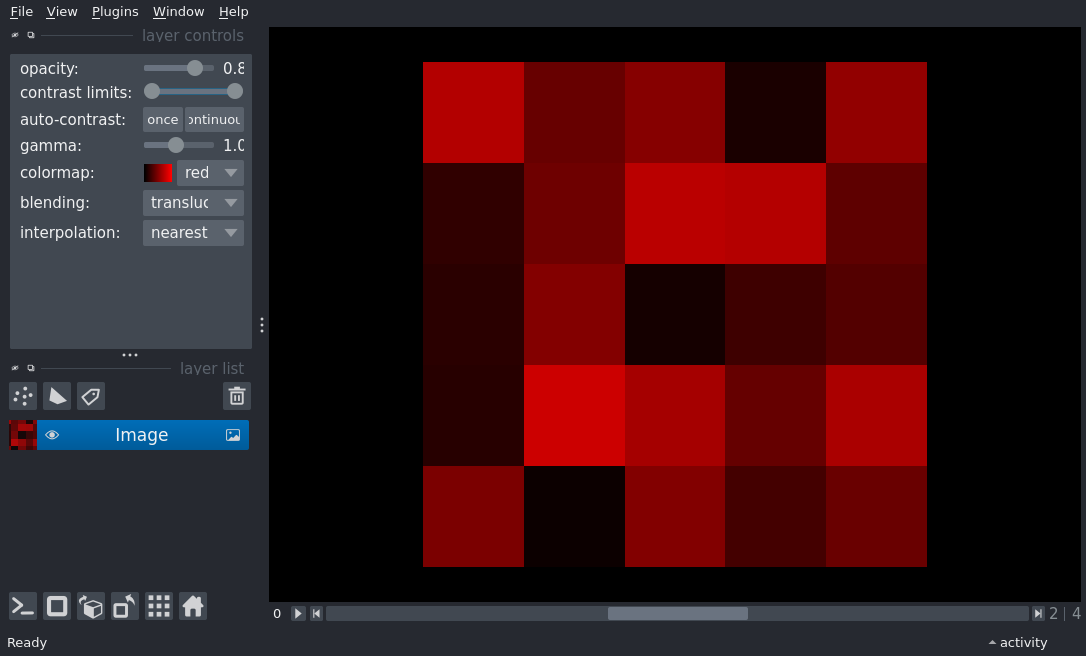 File View Plugins Window Help
layer controls
opacity: 0.8
contrast limits:
auto-contrast: once ontinuou
gamma: 1.0
colormap: red
blending: transluc
interpolation: nearest
layer list
Image
0 2 | 4
Ready activity